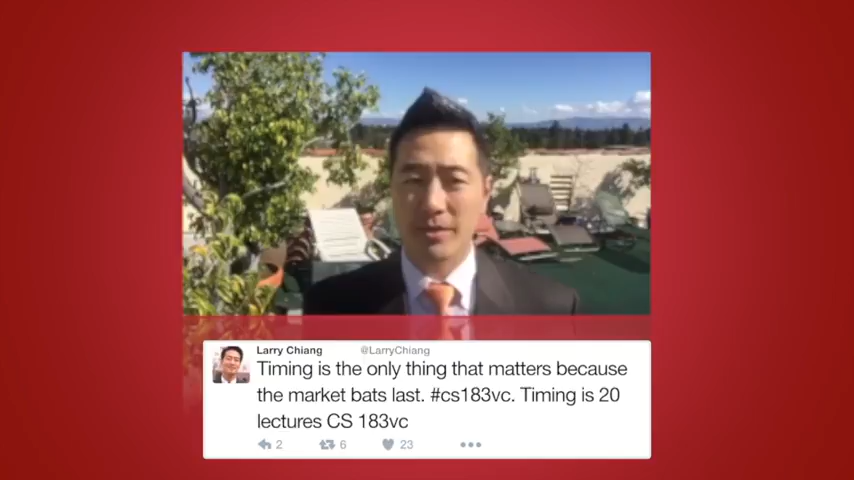 Larry Chiang @LarryChiang
Timing is the only thing that matters because
the market bats last. #cs183vc. Timing is 20
lectures CS 183vc
2 6 23